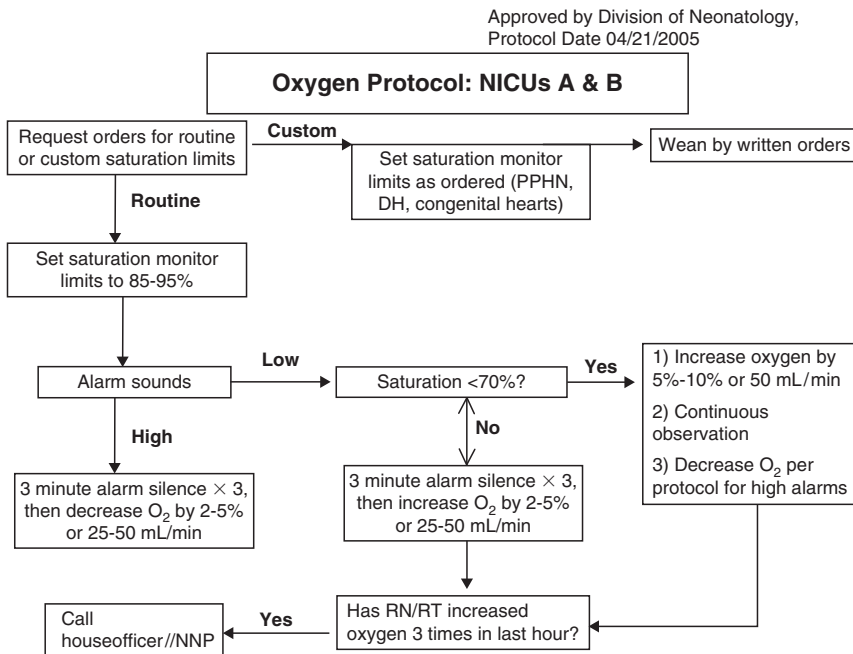 Approved by Division of Neonatology,
Protocol Date 04/21/2005
Oxygen Protocol: NICUs A & B
Request orders for routine
or custom saturation limits
Custom
Set saturation monitor
limits as ordered (PPHN,
DH, congenital hearts)
Wean by written orders
Routine
Set saturation monitor
limits to 85-95%
Alarm sounds
Low
Saturation <70%?
Yes
1) Increase oxygen by
5%-10% or 50 mL/min
2) Continuous
observation
3) Decrease O₂ per
protocol for high alarms
High
No
3 minute alarm silence × 3,
then decrease O₂ by 2-5%
or 25-50 mL/min
3 minute alarm silence × 3,
then increase O₂ by 2-5%
or 25-50 mL/min
Has RN/RT increased
oxygen 3 times in last hour?
Yes
Call
houseofficer//NNP